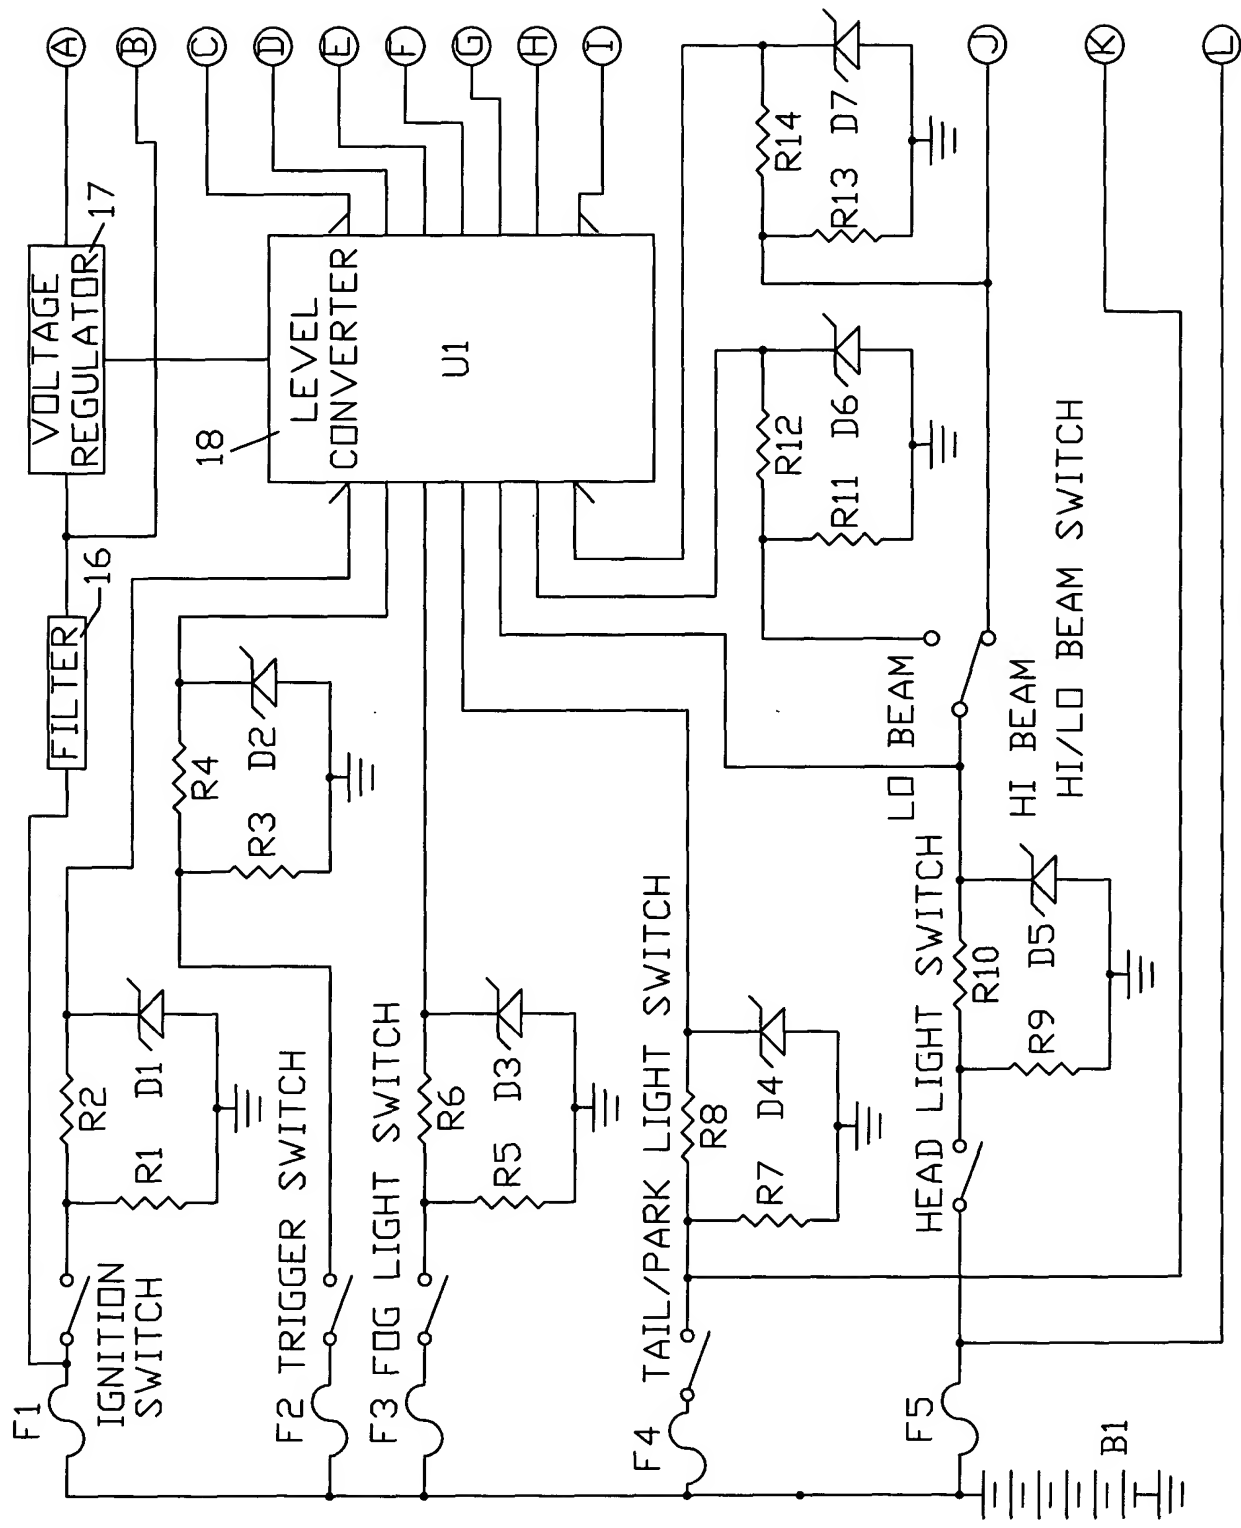 A
B
C
D
E
F
G
H
I
J
K
L
VOLTAGE
REGULATOR
17
LEVEL
CONVERTER
U1
18
FILTER
16
F1
IGNITION
SWITCH
R1
R2
D1
F2
TRIGGER SWITCH
R3
R4
D2
F3
FOG LIGHT SWITCH
R5
R6
D3
F4
TAIL/PARK LIGHT SWITCH
R7
R8
D4
F5
HEAD LIGHT SWITCH
R9
R10
D5
LO BEAM
HI BEAM
HI/LO BEAM SWITCH
R11
R12
D6
R13
R14
D7
B1